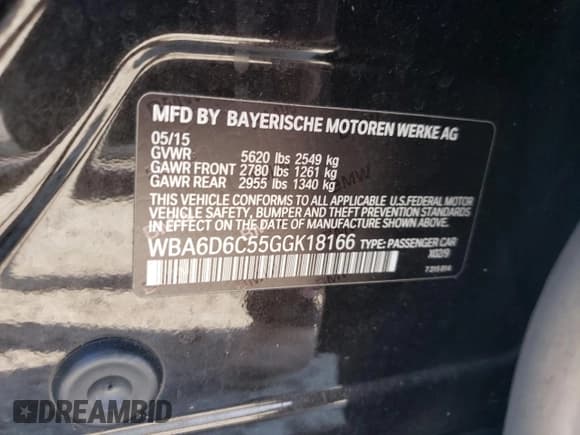 MFD BY BAYERISCHE MOTOREN WERKE AG
05/15
GVWR 5620 lbs 2549 kg
GAWR FRONT 2780 lbs 1261 kg
GAWR REAR 2955 lbs 1340 kg
THIS VEHICLE CONFORMS TO ALL APPLICABLE U.S.FEDERAL MOTOR
VEHICLE SAFETY, BUMPER AND THEFT PREVENTION STANDARDS
IN EFFECT ON THE DATE OF MANUFACTURE SHOWN ABOVE.
WBA6D6C55GGK18166 TYPE: PASSENGER CAR
X02/9
DREAMBID